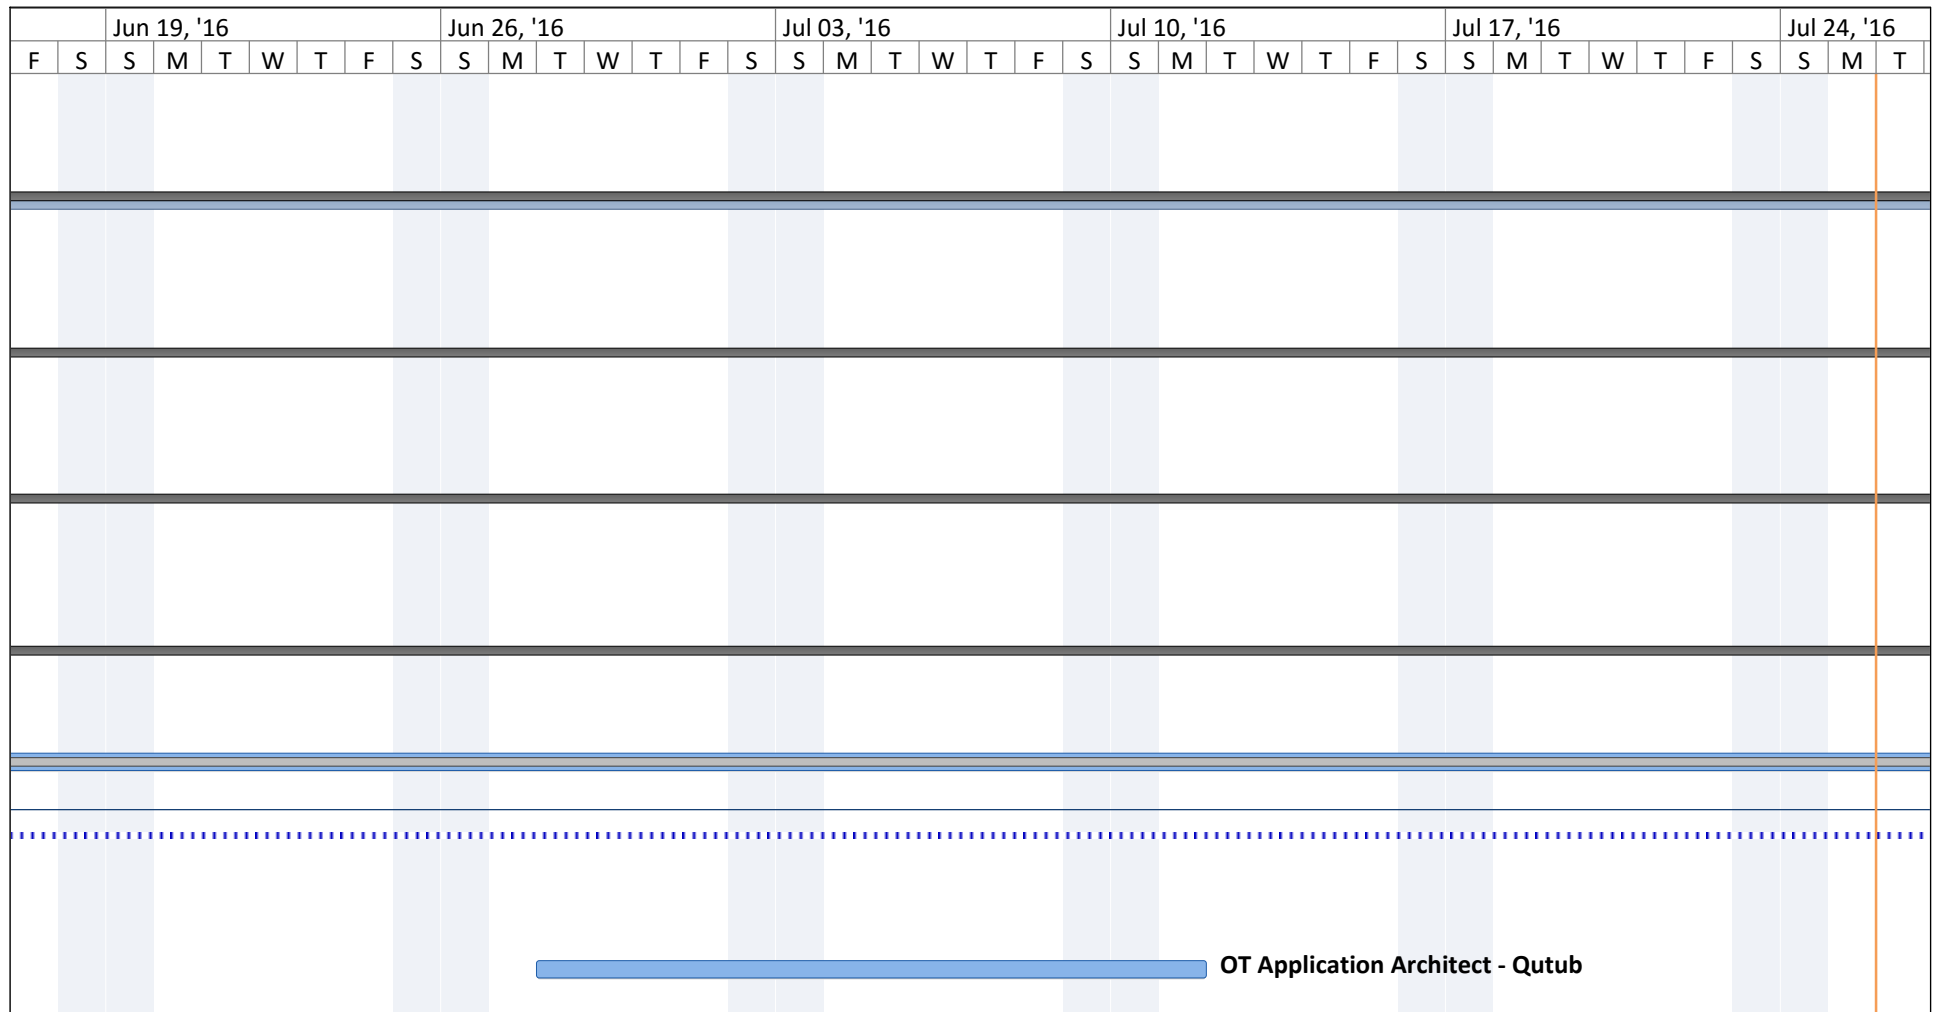 Jun 19, '16 Jun 26, '16 Jul 03, '16 Jul 10, '16 Jul 17, '16 Jul 24, '16
F S S M T W T F S S M T W T F S S M T W T F S S M T W T F S S M T W T F S S M T
OT Application Architect - Qutub